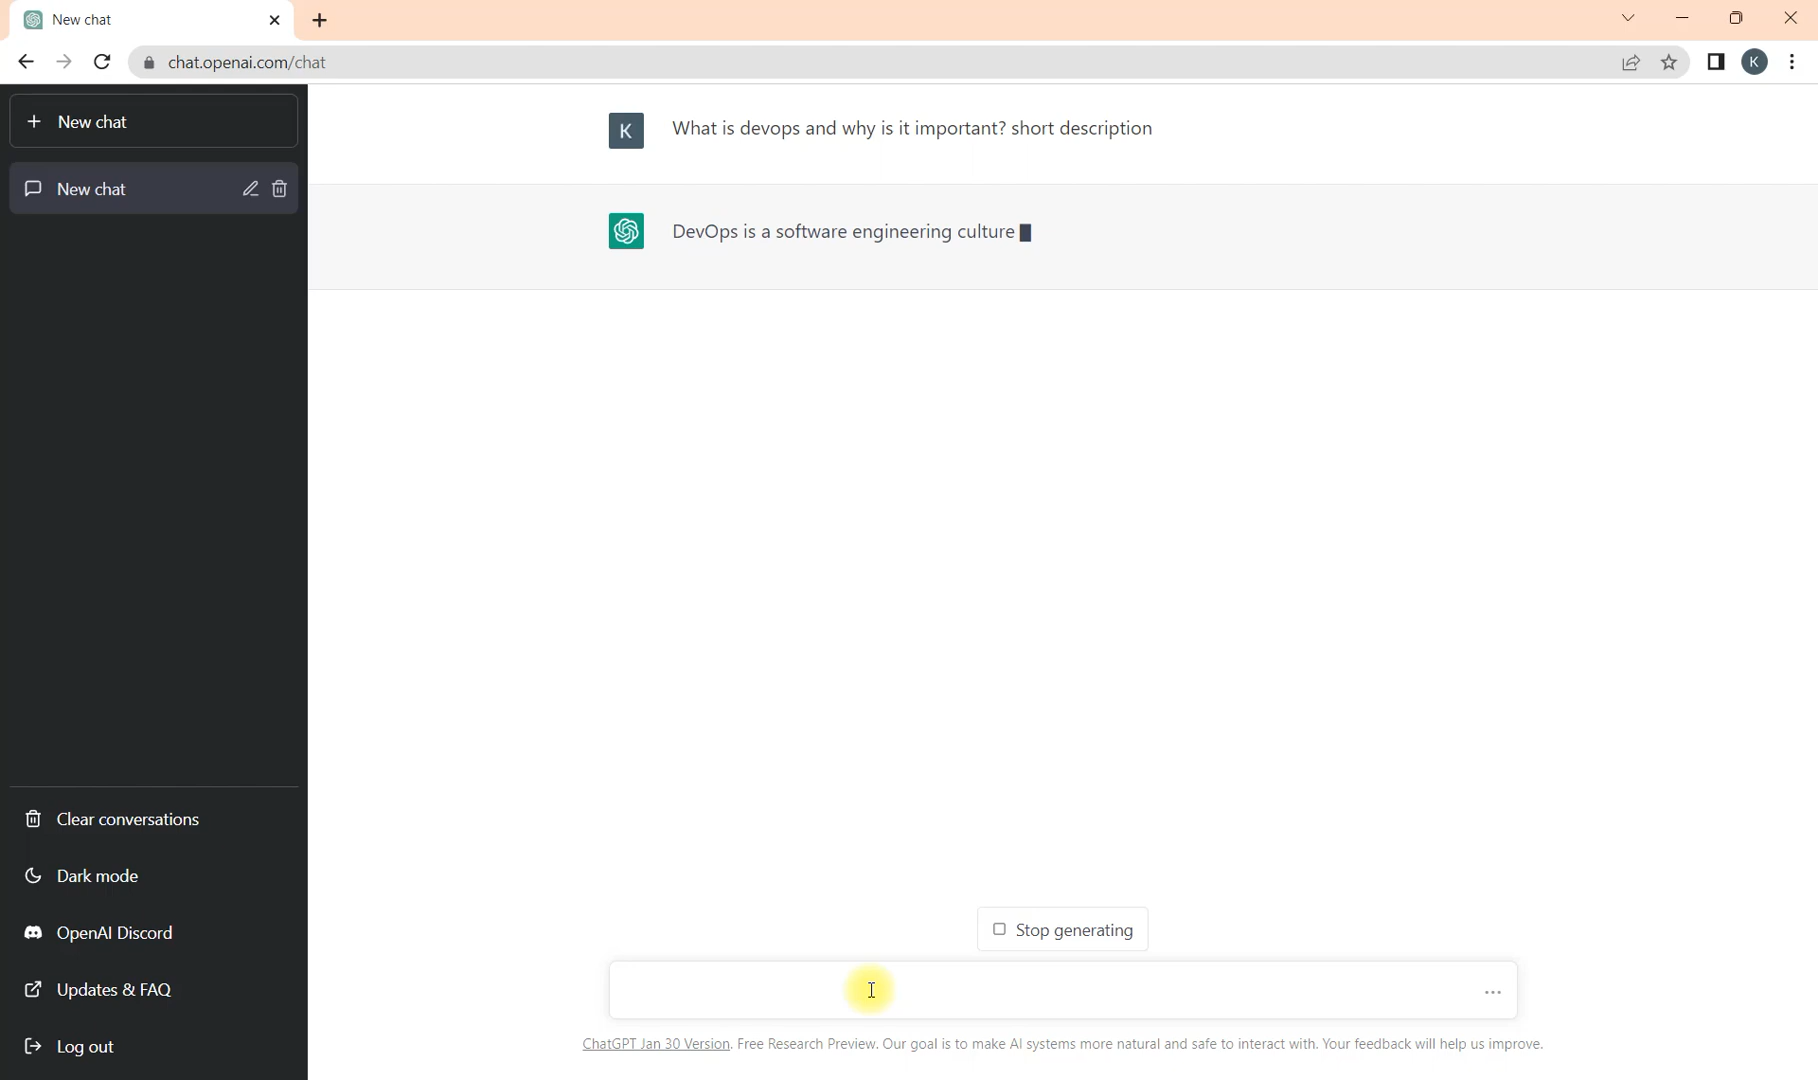 New chat
chat.openai.com/chat
K
New chat
New chat
K
What is devops and why is it important? short description
DevOps is a software engineering culture
Clear conversations
Dark mode
OpenAI Discord
Updates & FAQ
Log out
Stop generating
ChatGPT Jan 30 Version. Free Research Preview. Our goal is to make AI systems more natural and safe to interact with. Your feedback will help us improve.